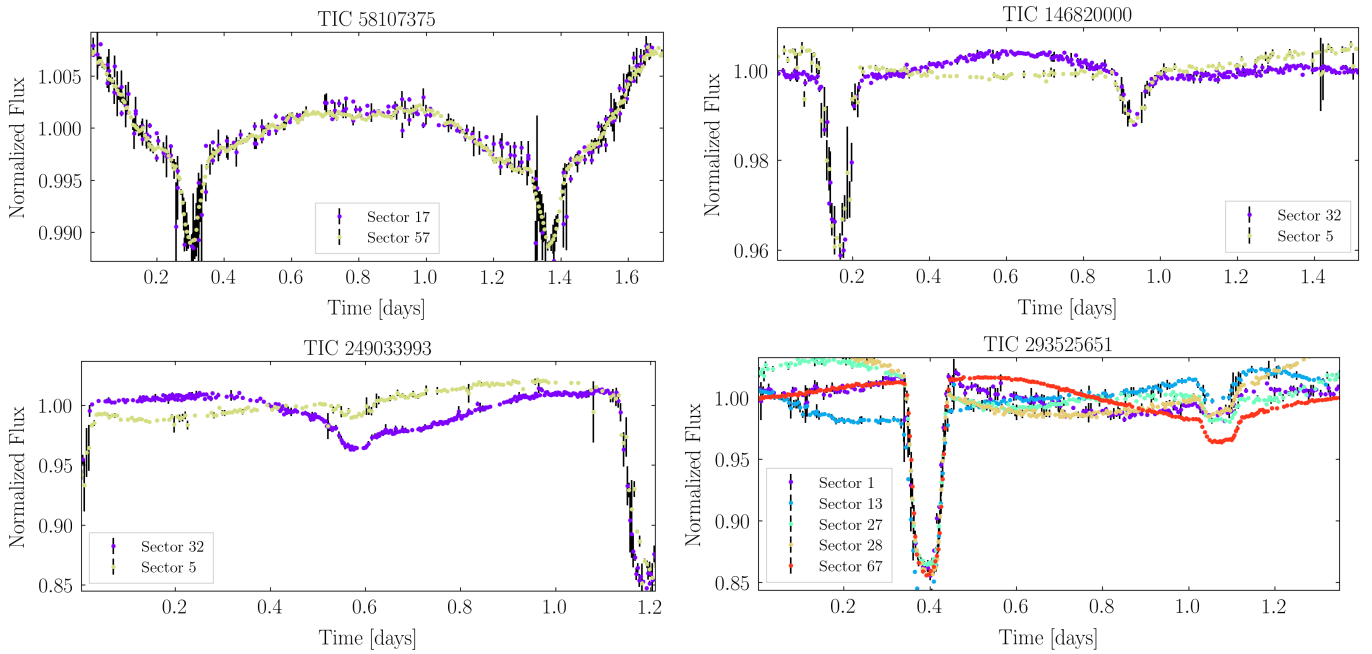 TIC 58107375
Normalized Flux
1.005
1.000
0.995
0.990
Sector 17
Sector 57
0.2 0.4 0.6 0.8 1.0 1.2 1.4 1.6
Time [days]
TIC 146820000
Normalized Flux
1.00
0.98
0.96
Sector 32
Sector 5
0.2 0.4 0.6 0.8 1.0 1.2 1.4
Time [days]
TIC 249033993
Normalized Flux
1.00
0.95
0.90
0.85
Sector 32
Sector 5
0.2 0.4 0.6 0.8 1.0 1.2
Time [days]
TIC 293525651
Normalized Flux
1.00
0.95
0.90
0.85
Sector 1
Sector 13
Sector 27
Sector 28
Sector 67
0.2 0.4 0.6 0.8 1.0 1.2
Time [days]